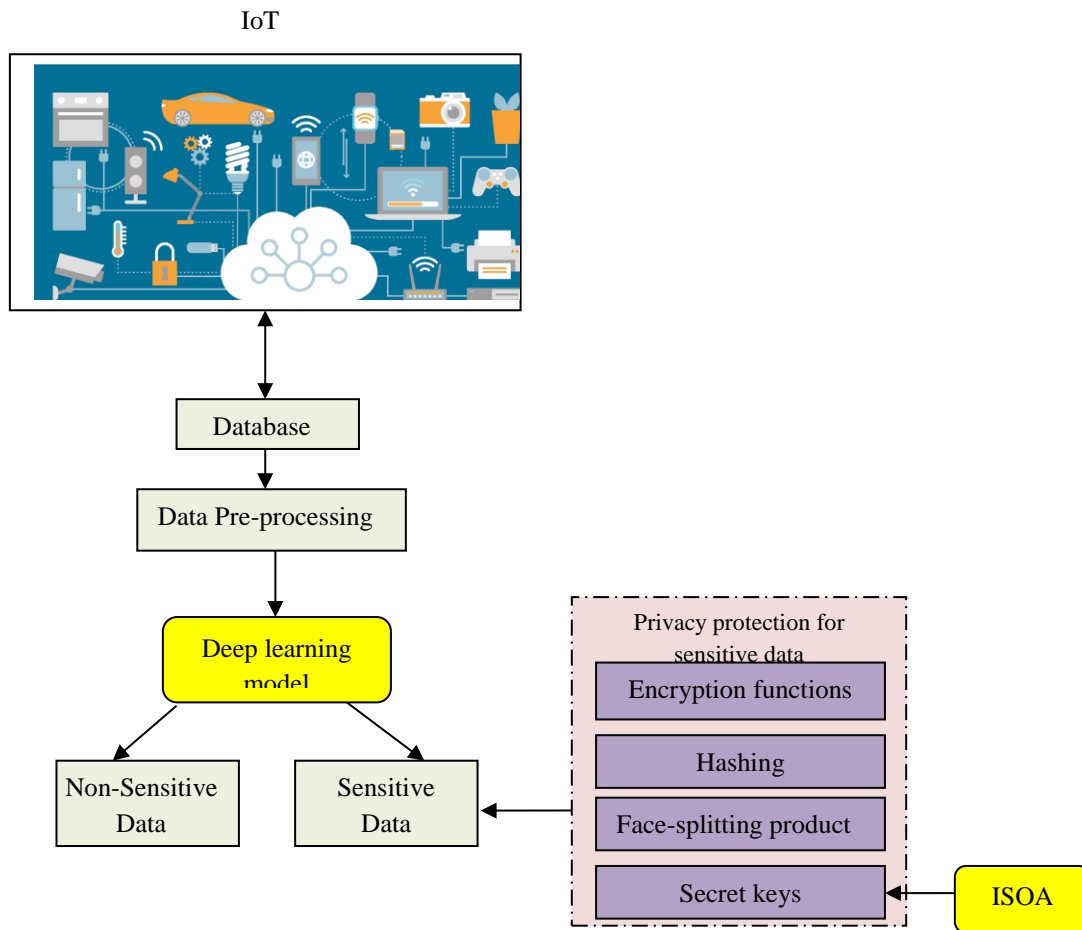 IoT
Database
Data Pre-processing
Deep learning
model
Non-Sensitive
Data
Sensitive
Data
Privacy protection for
sensitive data
Encryption functions
Hashing
Face-splitting product
Secret keys
ISOA